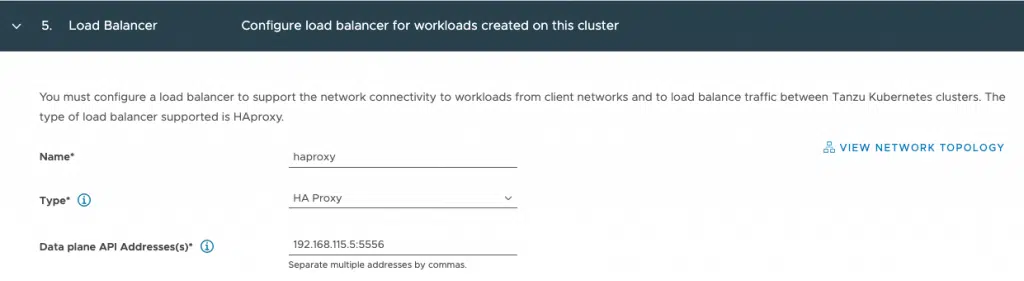 5. Load Balancer Configure load balancer for workloads created on this cluster
You must configure a load balancer to support the network connectivity to workloads from client networks and to load balance traffic between Tanzu Kubernetes clusters. The
type of load balancer supported is HAproxy.
VIEW NETWORK TOPOLOGY
Name* haproxy
Type* HA Proxy
Data plane API Addresses(s)* 192.168.115.5:5556
Separate multiple addresses by commas.